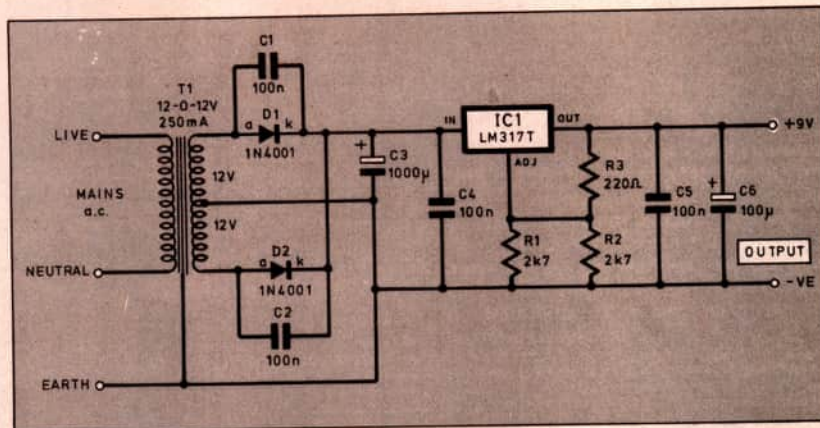 C1
100n
T1
12-0-12V
250mA
D1
a k
1N4001
LIVE
MAINS
a.c.
NEUTRAL
EARTH
12V
12V
D2
a k
1N4001
C2
100n
+
C3
1000µ
C4
100n
IN
IC1
LM317T
OUT
ADJ
R3
220Ω
R1
2k7
R2
2k7
C5
100n
+
C6
100µ
+9V
OUTPUT
-VE